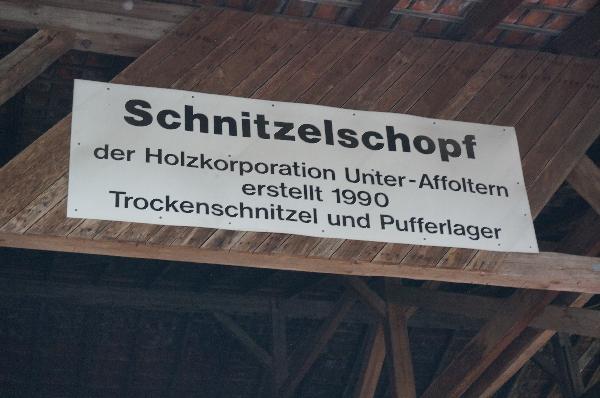 Schnitzelschopf
der Holzkorporation Unter-Affoltern
erstellt 1990
Trockenschnitzel und Pufferlager